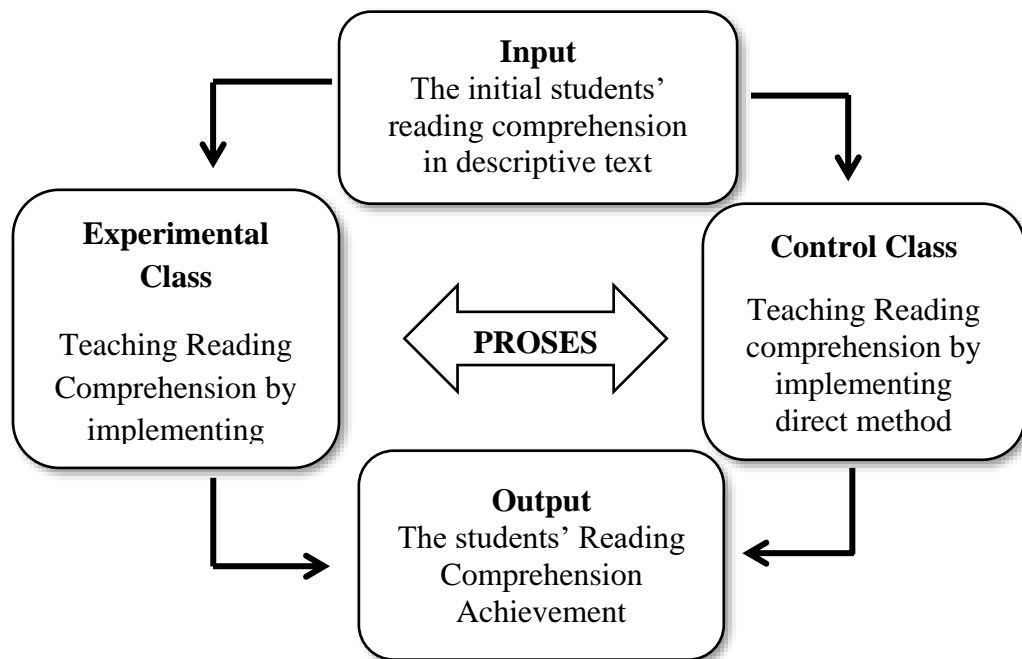 Input
The initial students’
reading comprehension
in descriptive text
Experimental
Class
Teaching Reading
Comprehension by
implementing
PROSES
Control Class
Teaching Reading
comprehension by
implementing
direct method
Output
The students’ Reading
Comprehension
Achievement